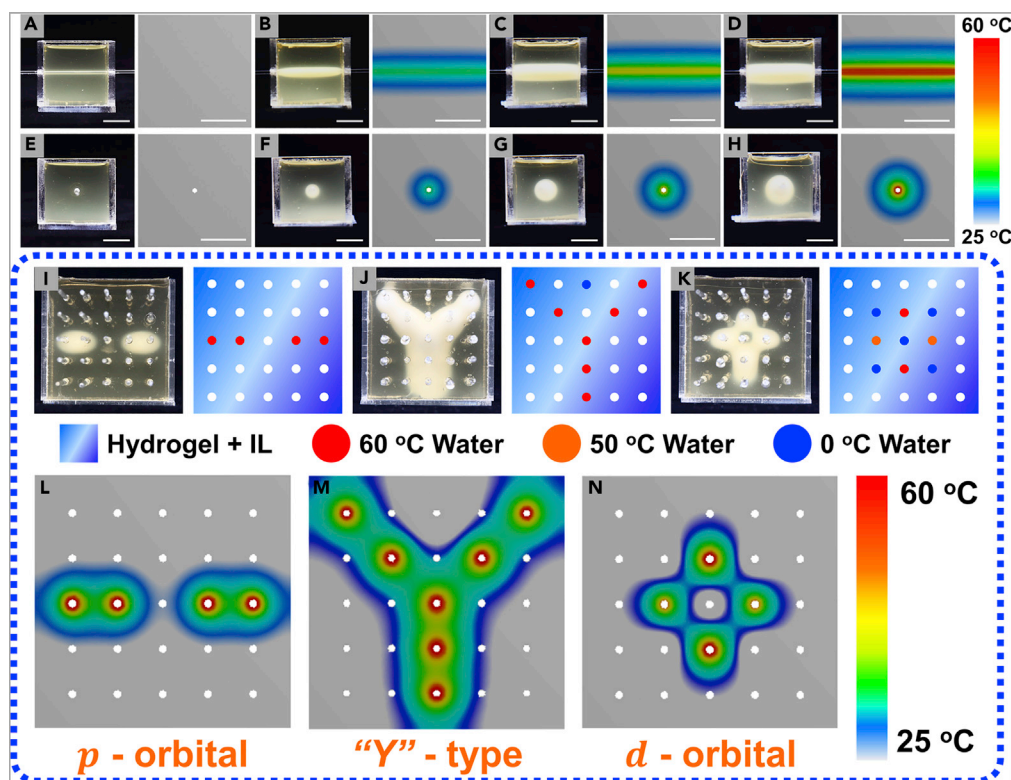 A B C D 60 °C
E F G H 25 °C
I J K
Hydrogel + IL 60 °C Water 50 °C Water 0 °C Water
L M N 60 °C
25 °C
p - orbital “Y” - type d - orbital